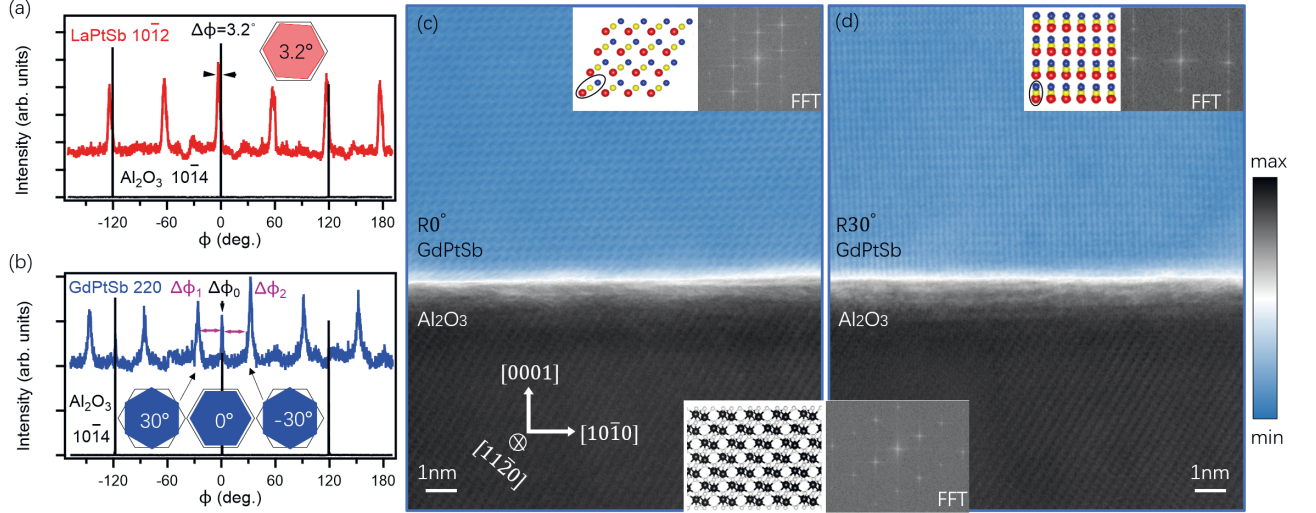 (a)
Intensity (arb. units)
LaPtSb 101̄2
Δϕ=3.2°
3.2°
Al₂O₃ 101̄4
-120 -60 0 60 120 180
ϕ (deg.)
(b)
Intensity (arb. units)
GdPtSb 220
Δϕ₁ Δϕ₀ Δϕ₂
Al₂O₃
101̄4
30° 0° -30°
-120 -60 0 60 120 180
ϕ (deg.)
(c)
FFT
R0°
GdPtSb
Al₂O₃
[0001]
[101̄0]
[112̄0]
1nm
FFT
(d)
FFT
R30°
GdPtSb
Al₂O₃
1nm
max
min